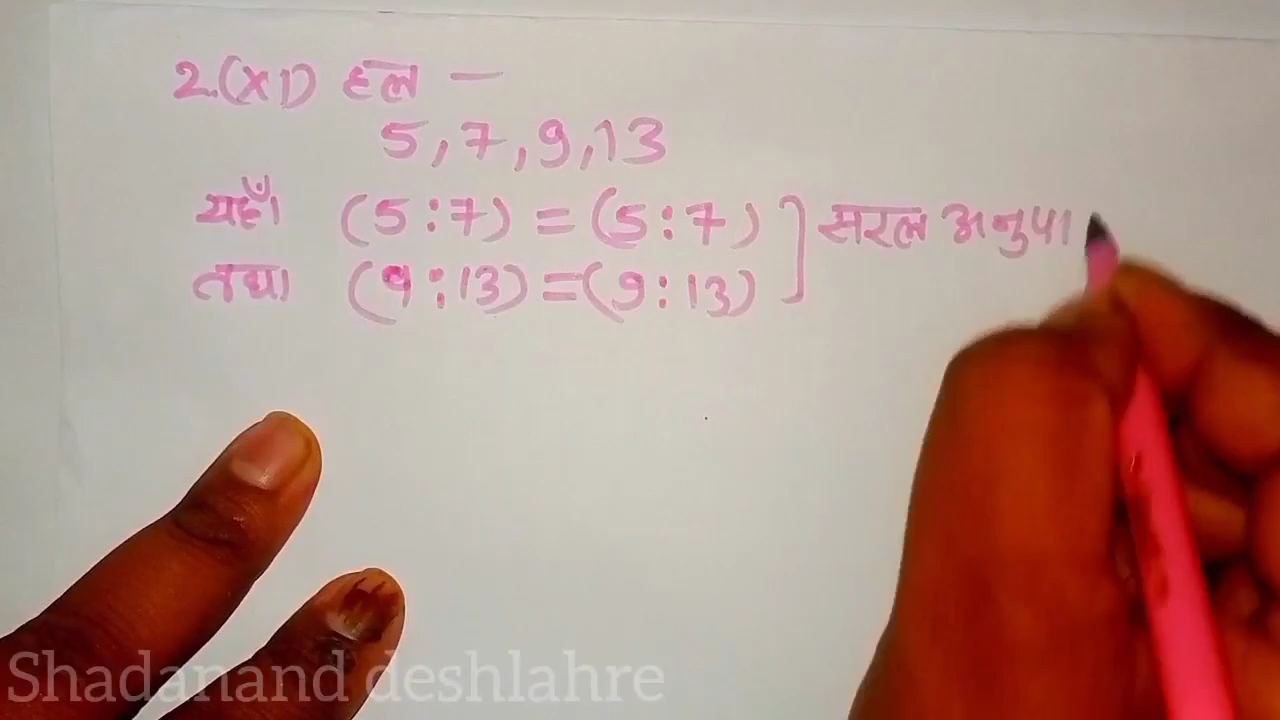 2.(XI) हल –
5, 7, 9, 13
यहाँ (5:7) = (5:7) ] सरल अनुपा
तथा (9:13) = (9:13)
Shadanand deshlahre